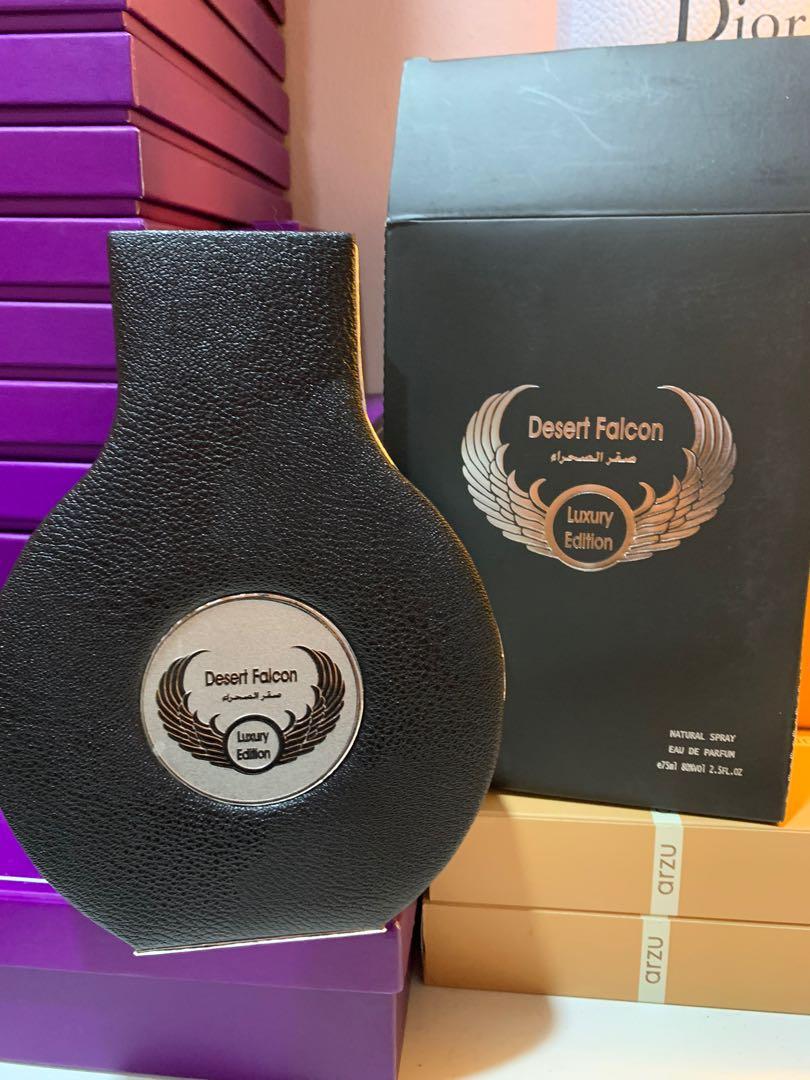 Dior
Desert Falcon
صقر الصحراء
Luxury
Edition
NATURAL SPRAY
EAU DE PARFUM
e75ml 80%Vol 2.5FL.OZ
Desert Falcon
صقر الصحراء
Luxury
Edition
arzu
arzu